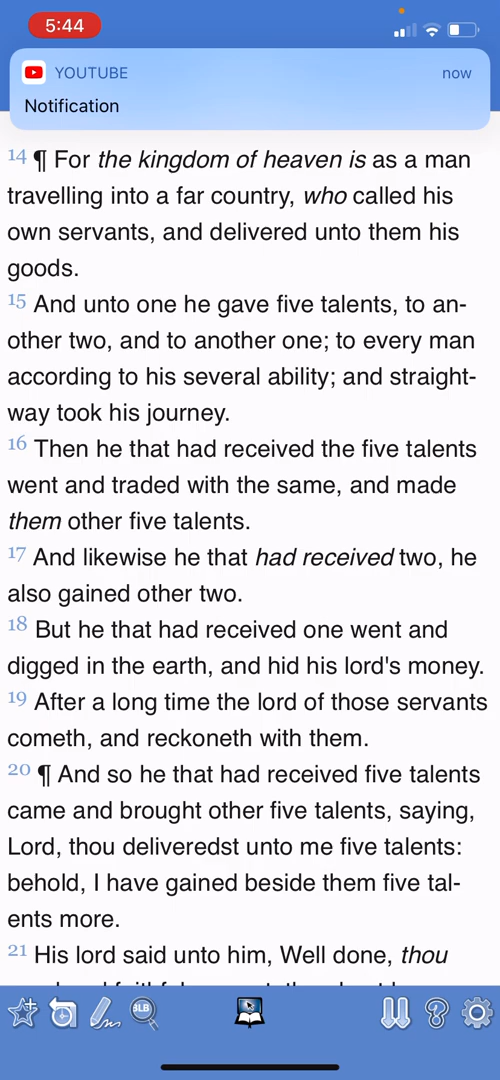 5:44
YOUTUBE
now
Notification
14 ¶ For the kingdom of heaven is as a man
travelling into a far country, who called his
own servants, and delivered unto them his
goods.
15 And unto one he gave five talents, to an-
other two, and to another one; to every man
according to his several ability; and straight-
way took his journey.
16 Then he that had received the five talents
went and traded with the same, and made
them other five talents.
17 And likewise he that had received two, he
also gained other two.
18 But he that had received one went and
digged in the earth, and hid his lord's money.
19 After a long time the lord of those servants
cometh, and reckoneth with them.
20 ¶ And so he that had received five talents
came and brought other five talents, saying,
Lord, thou deliveredst unto me five talents:
behold, I have gained beside them five tal-
ents more.
21 His lord said unto him, Well done, thou
BLB